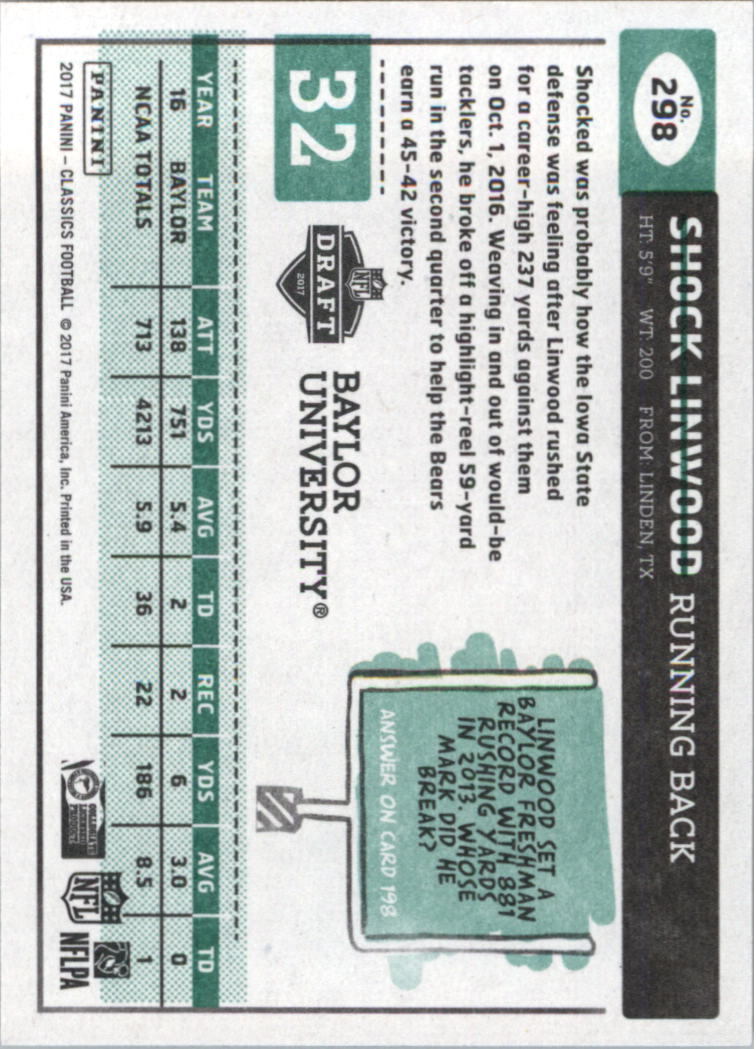 No.
298
SHOCK LINWOOD RUNNING BACK
HT: 5'9" WT: 200 FROM: LINDEN, TX
Shocked was probably how the Iowa State
defense was feeling after Linwood rushed
for a career-high 237 yards against them
on Oct. 1, 2016. Weaving in and out of would-be
tacklers, he broke off a highlight-reel 59-yard
run in the second quarter to help the Bears
earn a 45–42 victory.
LINWOOD SET A
BAYLOR FRESHMAN
RECORD WITH 881
RUSHING YARDS
IN 2013. WHOSE
MARK DID HE
BREAK?
ANSWER ON CARD 198
32
NFL
DRAFT
2017
BAYLOR
UNIVERSITY®
YEAR TEAM ATT YDS AVG TD REC YDS AVG TD
16 BAYLOR 138 751 5.4 2 2 6 3.0 0
NCAA TOTALS 713 4213 5.9 36 22 186 8.5 1
PANINI
2017 PANINI – CLASSICS FOOTBALL © 2017 Panini America, Inc. Printed in the USA.
COLLEGIATE
LICENSED
PRODUCTS
NFL
NFLPA